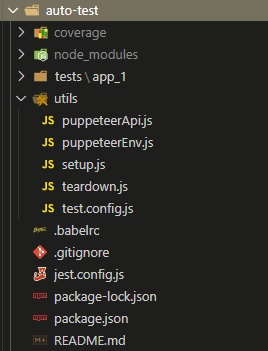 auto-test
coverage
node_modules
tests \ app_1
utils
JS puppeteerApi.js
JS puppeteerEnv.js
JS setup.js
JS teardown.js
JS test.config.js
.babelrc
.gitignore
jest.config.js
package-lock.json
package.json
README.md